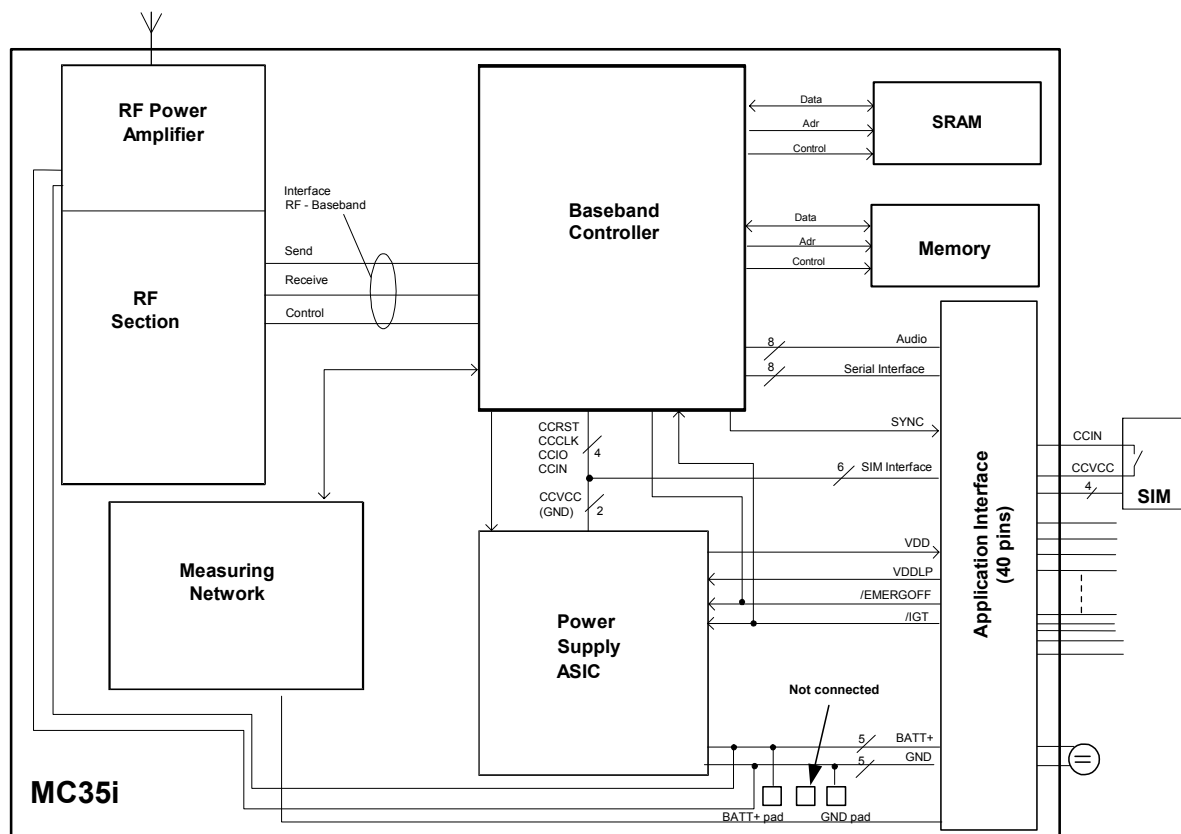 RF Power
Amplifier
RF
Section
Interface
RF - Baseband
Send
Receive
Control
Baseband
Controller
Data
Adr
Control
SRAM
Data
Adr
Control
Memory
8
Audio
8
Serial Interface
SYNC
CCRST
CCCLK
CCIO
CCIN
4
6
SIM Interface
CCVCC
(GND)
2
Measuring
Network
Power
Supply
ASIC
VDD
VDDLP
/EMERGOFF
/IGT
Not connected
5
BATT+
5
GND
BATT+ pad
GND pad
Application Interface
(40 pins)
CCIN
CCVCC
4
SIM
=
MC35i